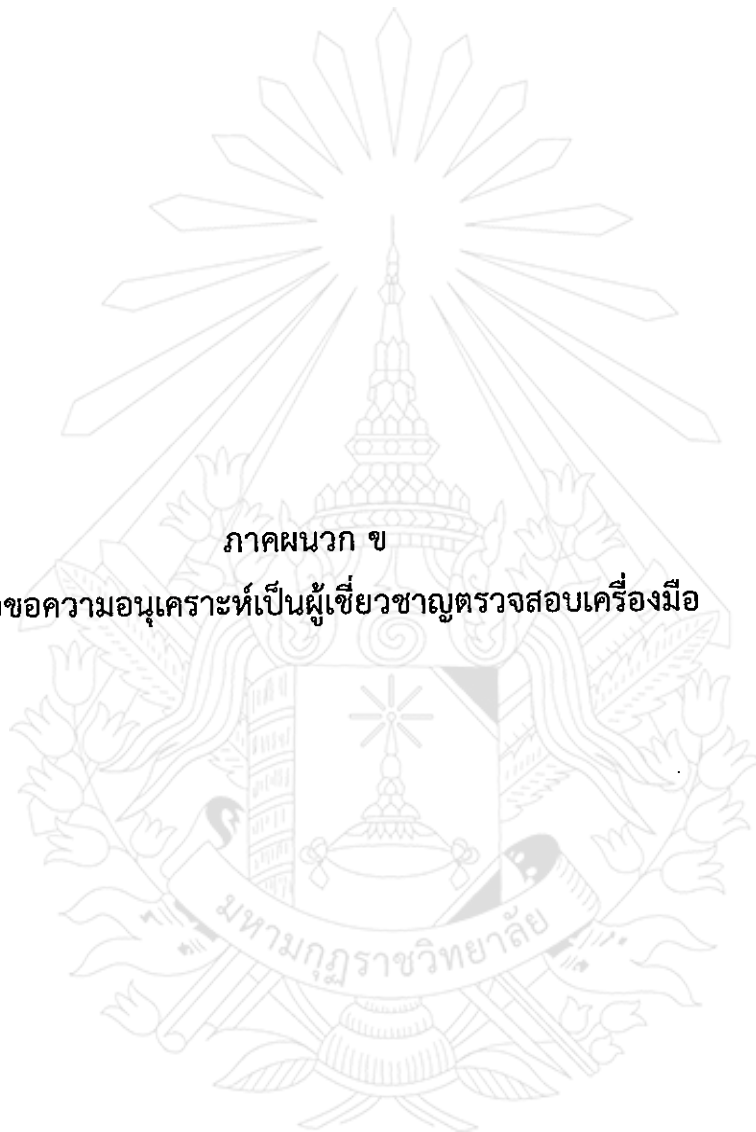 ภาคผนวก ข
ขอความอนุเคราะห์เป็นผู้เชี่ยวชาญตรวจสอบเครื่องมือ
มหามกุฏราชวิทยาลัย